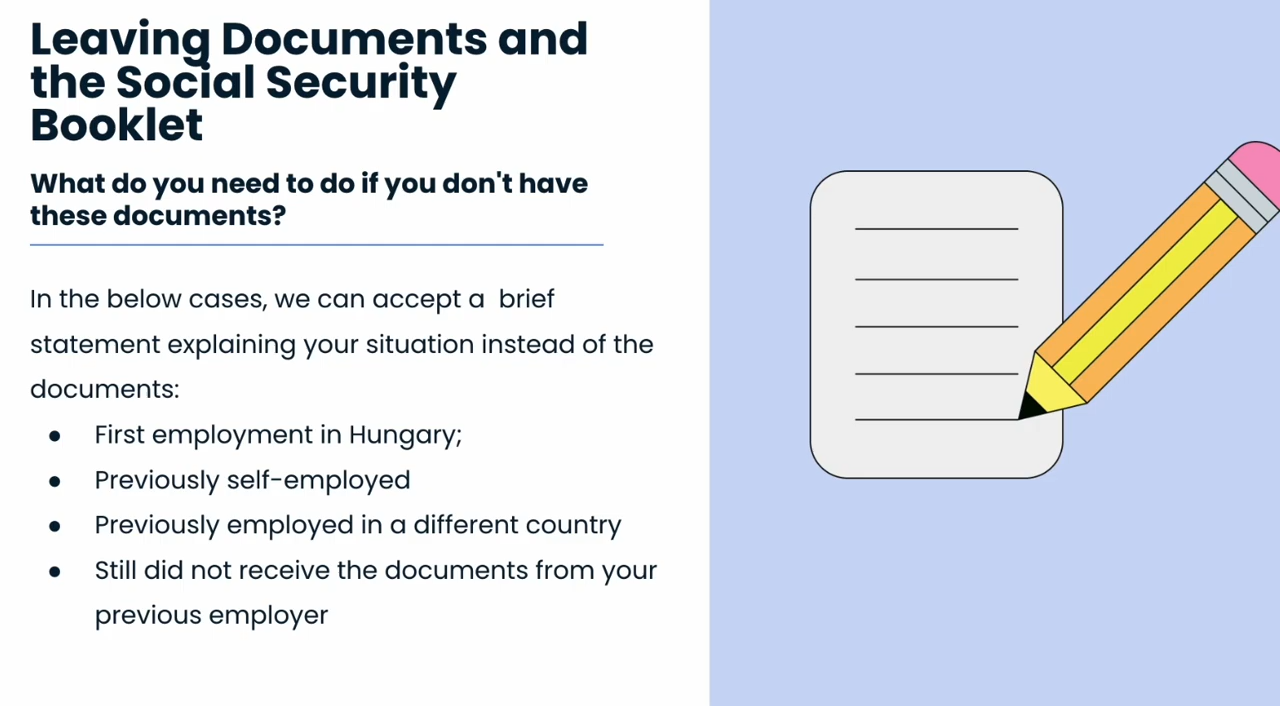 Leaving Documents and
the Social Security
Booklet
What do you need to do if you don't have
these documents?
In the below cases, we can accept a  brief
statement explaining your situation instead of the
documents:
● First employment in Hungary;
● Previously self-employed
● Previously employed in a different country
● Still did not receive the documents from your
previous employer